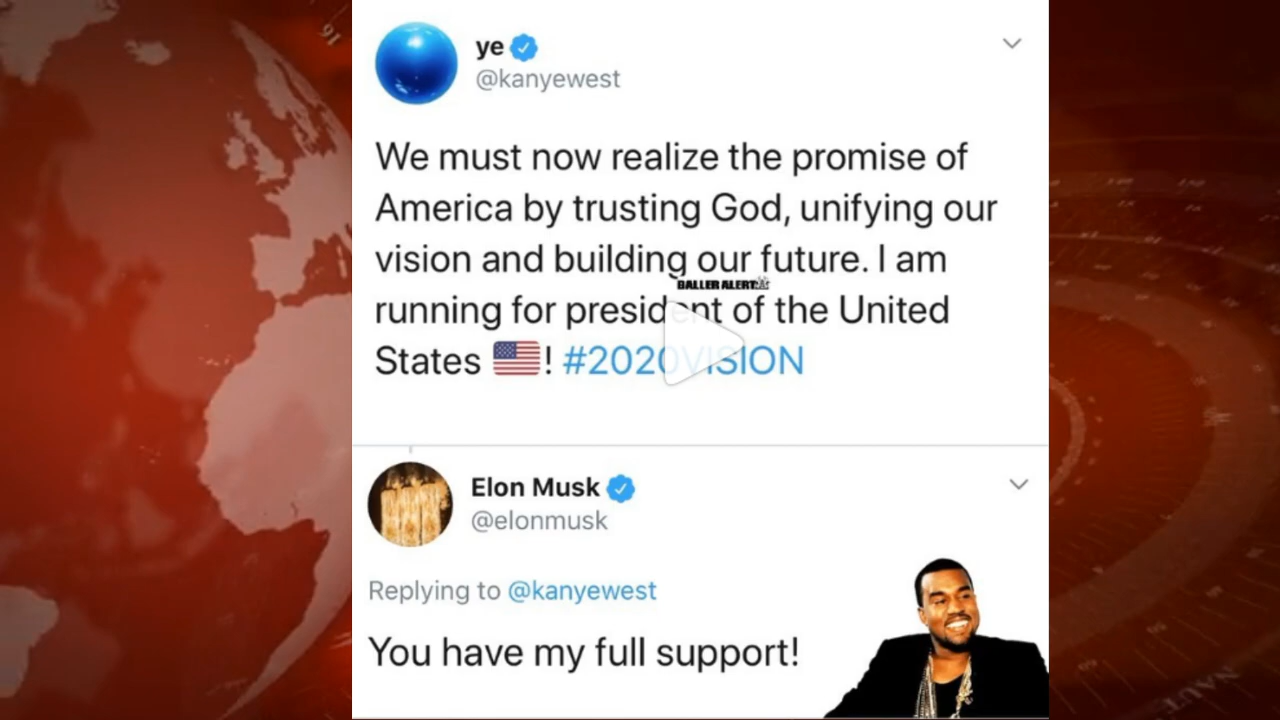 ye
@kanyewest
We must now realize the promise of
America by trusting God, unifying our
vision and building our future. I am
BALLER ALERT
running for president of the United
States 🇺🇸! #2020VISION
Elon Musk
@elonmusk
Replying to @kanyewest
You have my full support!